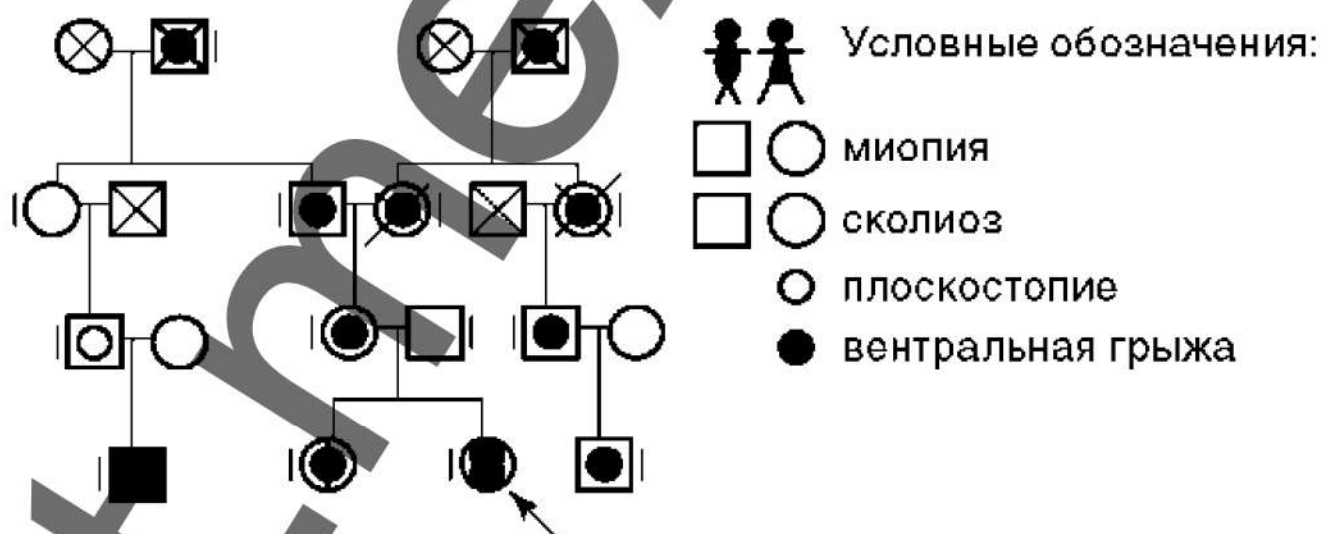 Условные обозначения:
миопия
сколиоз
плоскостопие
вентральная грыжа